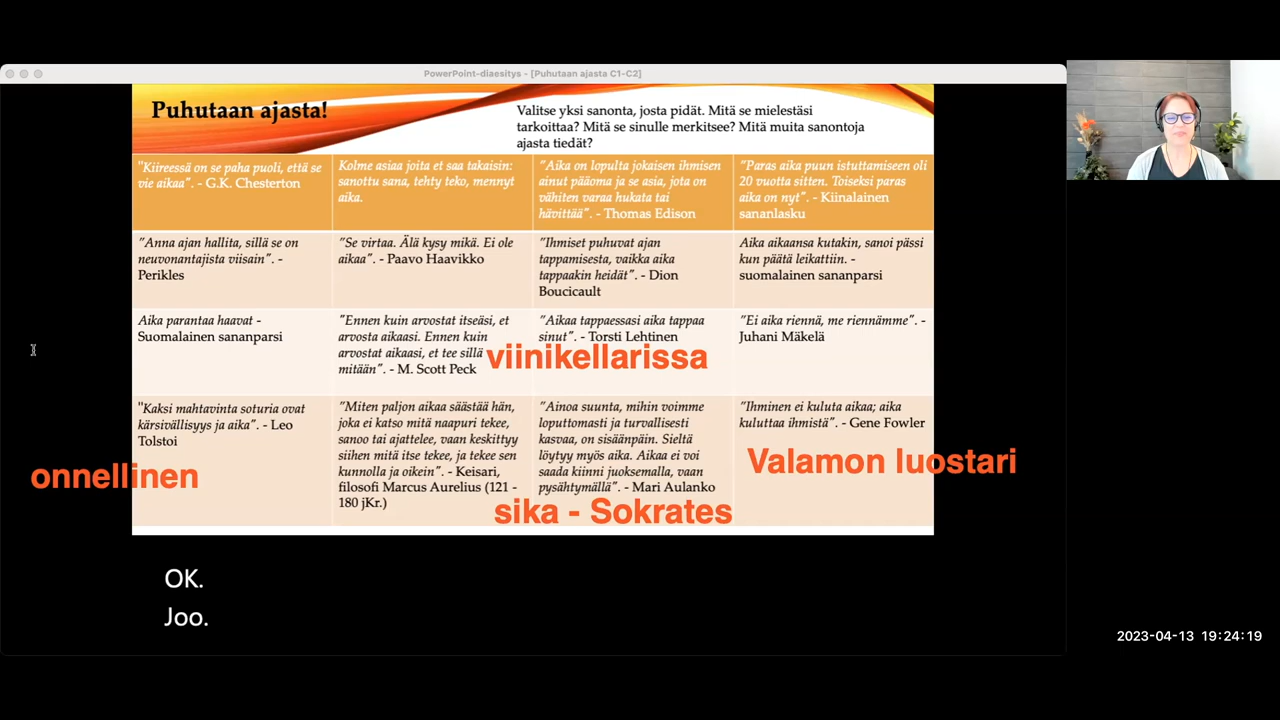 PowerPoint-diaesitys - [Puhutaan ajasta C1-C2]
Puhutaan ajasta!
Valitse yksi sanonta, josta pidät. Mitä se mielestäsi
tarkoittaa? Mitä se sinulle merkitsee? Mitä muita sanontoja
ajasta tiedät?
"Kiireessä on se paha puoli, että se
vie aikaa". - G.K. Chesterton
Kolme asiaa joita et saa takaisin:
sanottu sana, tehty teko, mennyt
aika.
"Aika on lopulta jokaisen ihmisen
ainut pääoma ja se asia, jota on
vähiten varaa hukata tai
hävittää". - Thomas Edison
"Paras aika puun istuttamiseen oli
20 vuotta sitten. Toiseksi paras
aika on nyt". - Kiinalainen
sananlasku
"Anna ajan hallita, sillä se on
neuvonantajista viisain". -
Perikles
"Se virtaa. Älä kysy mikä. Ei ole
aikaa". - Paavo Haavikko
"Ihmiset puhuvat ajan
tappamisesta, vaikka aika
tappaakin heidät". - Dion
Boucicault
Aika aikaansa kutakin, sanoi pässi
kun päätä leikattiin. -
suomalainen sananparsi
Aika parantaa haavat -
Suomalainen sananparsi
"Ennen kuin arvostat itseäsi, et
arvosta aikaasi. Ennen kuin
arvostat aikaasi, et tee sillä
mitään". - M. Scott Peck
"Aikaa tappaessasi aika tappaa
sinut". - Torsti Lehtinen
viinikellarissa
"Ei aika riennä, me riennämme". -
Juhani Mäkelä
"Kaksi mahtavinta soturia ovat
kärsivällisyys ja aika". - Leo
Tolstoi
onnellinen
"Miten paljon aikaa säästää hän,
joka ei katso mitä naapuri tekee,
sanoo tai ajattelee, vaan keskittyy
siihen mitä itse tekee, ja tekee sen
kunnolla ja oikein". - Keisari,
filosofi Marcus Aurelius (121 -
180 jKr.)
"Ainoa suunta, mihin voimme
loputtomasti ja turvallisesti
kasvaa, on sisäänpäin. Sieltä
löytyy myös aika. Aikaa ei voi
saada kiinni juoksemalla, vaan
pysähtymällä". - Mari Aulanko
sika - Sokrates
"Ihminen ei kuluta aikaa; aika
kuluttaa ihmistä". - Gene Fowler
Valamon luostari
OK.
Joo.
2023-04-13 19:24:19